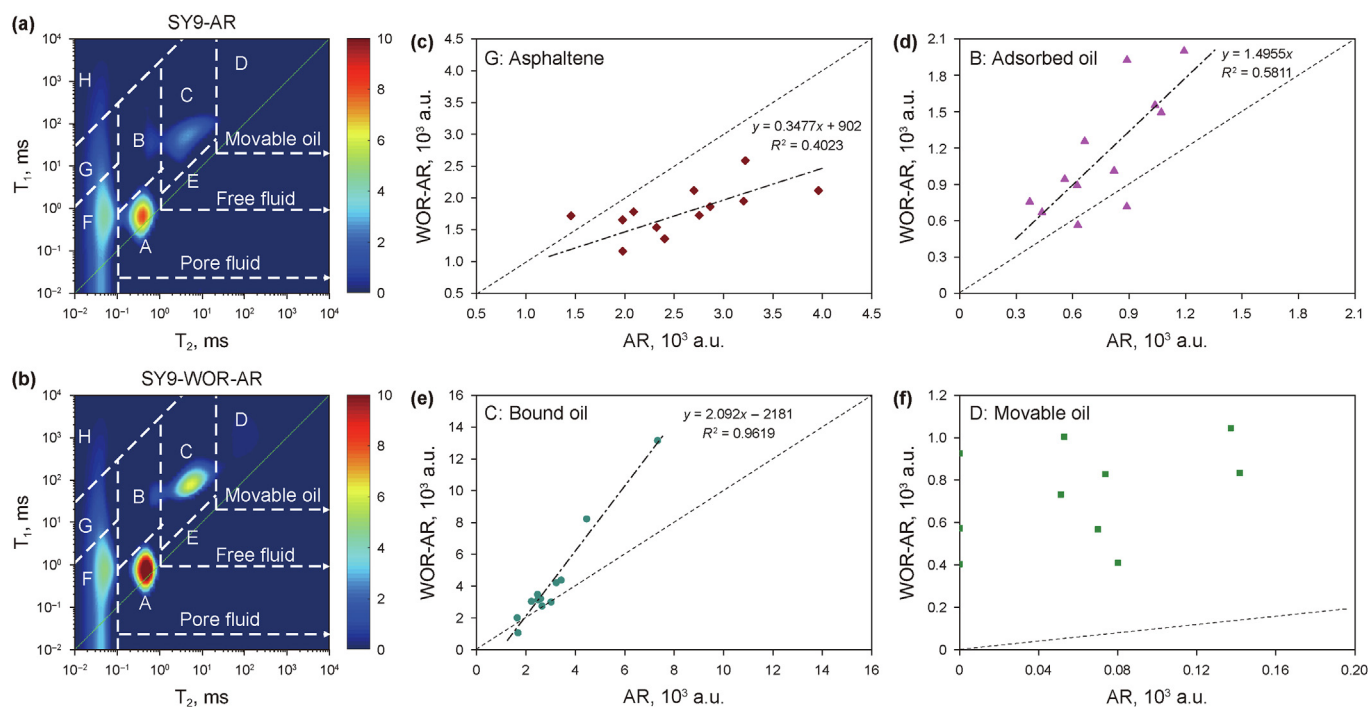 (a)
SY9-AR
T₁, ms
10⁴
10³
10²
10¹
10⁰
10⁻¹
10⁻²
H
G
F
B
C
D
E
A
Movable oil
Free fluid
Pore fluid
10⁻² 10⁻¹ 10⁰ 10¹ 10² 10³ 10⁴
T₂, ms
10
8
6
4
2
0
(c)
G: Asphaltene
WOR-AR, 10³ a.u.
4.5
4.0
3.5
3.0
2.5
2.0
1.5
1.0
0.5
y = 0.3477x + 902
R² = 0.4023
0.5 1.0 1.5 2.0 2.5 3.0 3.5 4.0 4.5
AR, 10³ a.u.
(d)
B: Adsorbed oil
WOR-AR, 10³ a.u.
2.1
1.8
1.5
1.2
0.9
0.6
0.3
0
y = 1.4955x
R² = 0.5811
0 0.3 0.6 0.9 1.2 1.5 1.8 2.1
AR, 10³ a.u.
(b)
SY9-WOR-AR
T₁, ms
10⁴
10³
10²
10¹
10⁰
10⁻¹
10⁻²
H
G
F
B
C
D
E
A
Movable oil
Free fluid
Pore fluid
10⁻² 10⁻¹ 10⁰ 10¹ 10² 10³ 10⁴
T₂, ms
10
8
6
4
2
0
(e)
C: Bound oil
WOR-AR, 10³ a.u.
16
14
12
10
8
6
4
2
0
y = 2.092x – 2181
R² = 0.9619
0 2 4 6 8 10 12 14 16
AR, 10³ a.u.
(f)
D: Movable oil
WOR-AR, 10³ a.u.
1.2
1.0
0.8
0.6
0.4
0.2
0
0 0.04 0.08 0.12 0.16 0.20
AR, 10³ a.u.